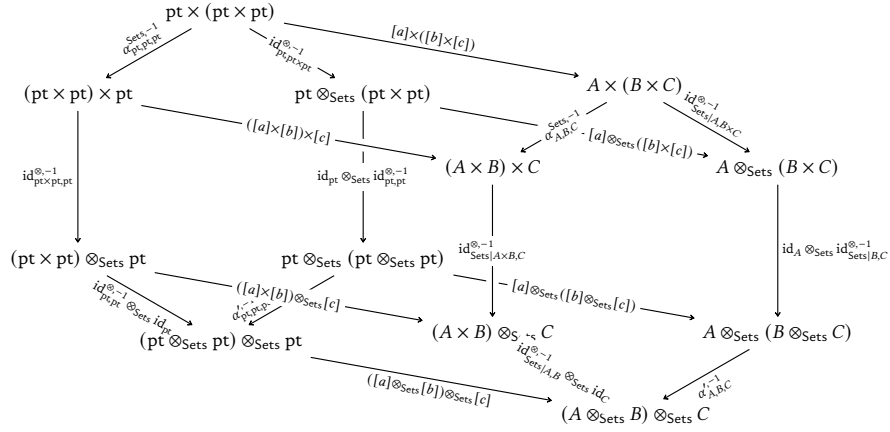 pt × (pt × pt)
α^{Sets,-1}_{pt,pt,pt}
id^{⊗,-1}_{pt,pt×pt}
[a]×([b]×[c])
(pt × pt) × pt
pt ⊗_{Sets} (pt × pt)
A × (B × C)
α^{Sets,-1}_{A,B,C}
id^{⊗,-1}_{Sets|A,B×C}
([a]×[b])×[c]
[a]⊗_{Sets}([b]×[c])
(A × B) × C
A ⊗_{Sets} (B × C)
id^{⊗,-1}_{pt×pt,pt}
id_{pt} ⊗_{Sets} id^{⊗,-1}_{pt,pt}
id^{⊗,-1}_{Sets|A×B,C}
id_A ⊗_{Sets} id^{⊗,-1}_{Sets|B,C}
(pt × pt) ⊗_{Sets} pt
pt ⊗_{Sets} (pt ⊗_{Sets} pt)
id^{⊗,-1}_{pt,pt} ⊗_{Sets} id_{pt}
([a]×[b])⊗_{Sets}[c]
[a]⊗_{Sets}([b]⊗_{Sets}[c])
(pt ⊗_{Sets} pt) ⊗_{Sets} pt
(A × B) ⊗ C
A ⊗_{Sets} (B ⊗_{Sets} C)
id^{⊗,-1}_{Sets|A,B} ⊗_{Sets} id_C
α'^{,-1}_{A,B,C}
([a]⊗_{Sets}[b])⊗_{Sets}[c]
(A ⊗_{Sets} B) ⊗_{Sets} C